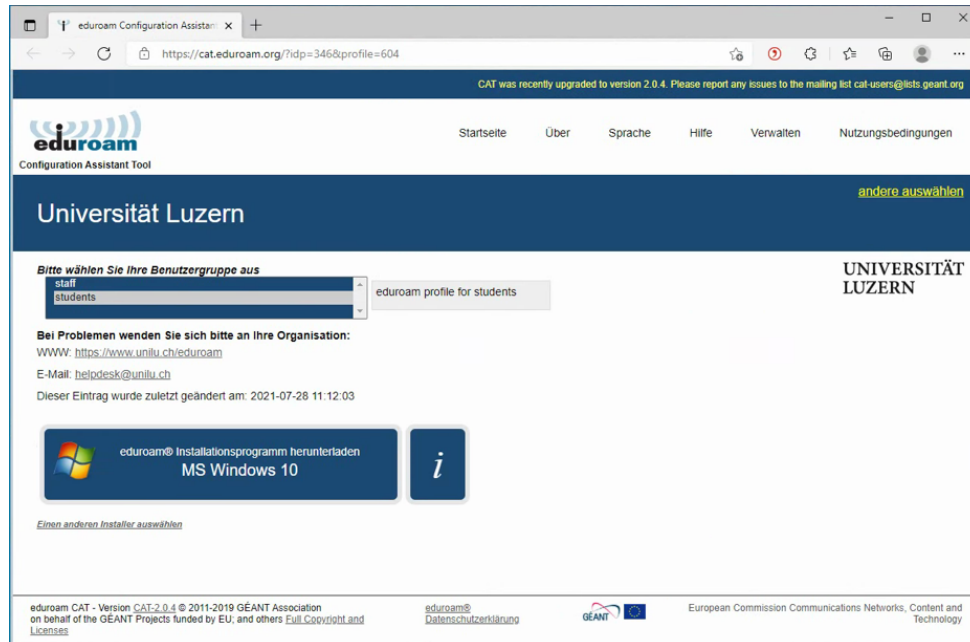 eduroam Configuration Assistan
https://cat.eduroam.org/?idp=346&profile=604
CAT was recently upgraded to version 2.0.4. Please report any issues to the mailing list cat-users@lists.geant.org
eduroam
Configuration Assistant Tool
Startseite Über Sprache Hilfe Verwalten Nutzungsbedingungen
andere auswählen
Universität Luzern
Bitte wählen Sie Ihre Benutzergruppe aus
staff
students
eduroam profile for students
UNIVERSITÄT
LUZERN
Bei Problemen wenden Sie sich bitte an Ihre Organisation:
WWW: https://www.unilu.ch/eduroam
E-Mail: helpdesk@unilu.ch
Dieser Eintrag wurde zuletzt geändert am: 2021-07-28 11:12:03
eduroam® Installationsprogramm herunterladen
MS Windows 10
i
Einen anderen Installer auswählen
eduroam CAT - Version CAT-2.0.4 © 2011-2019 GÉANT Association
on behalf of the GÉANT Projects funded by EU; and others Full Copyright and
Licenses
eduroam®
Datenschutzerklärung
GÉANT
European Commission Communications Networks, Content and
Technology